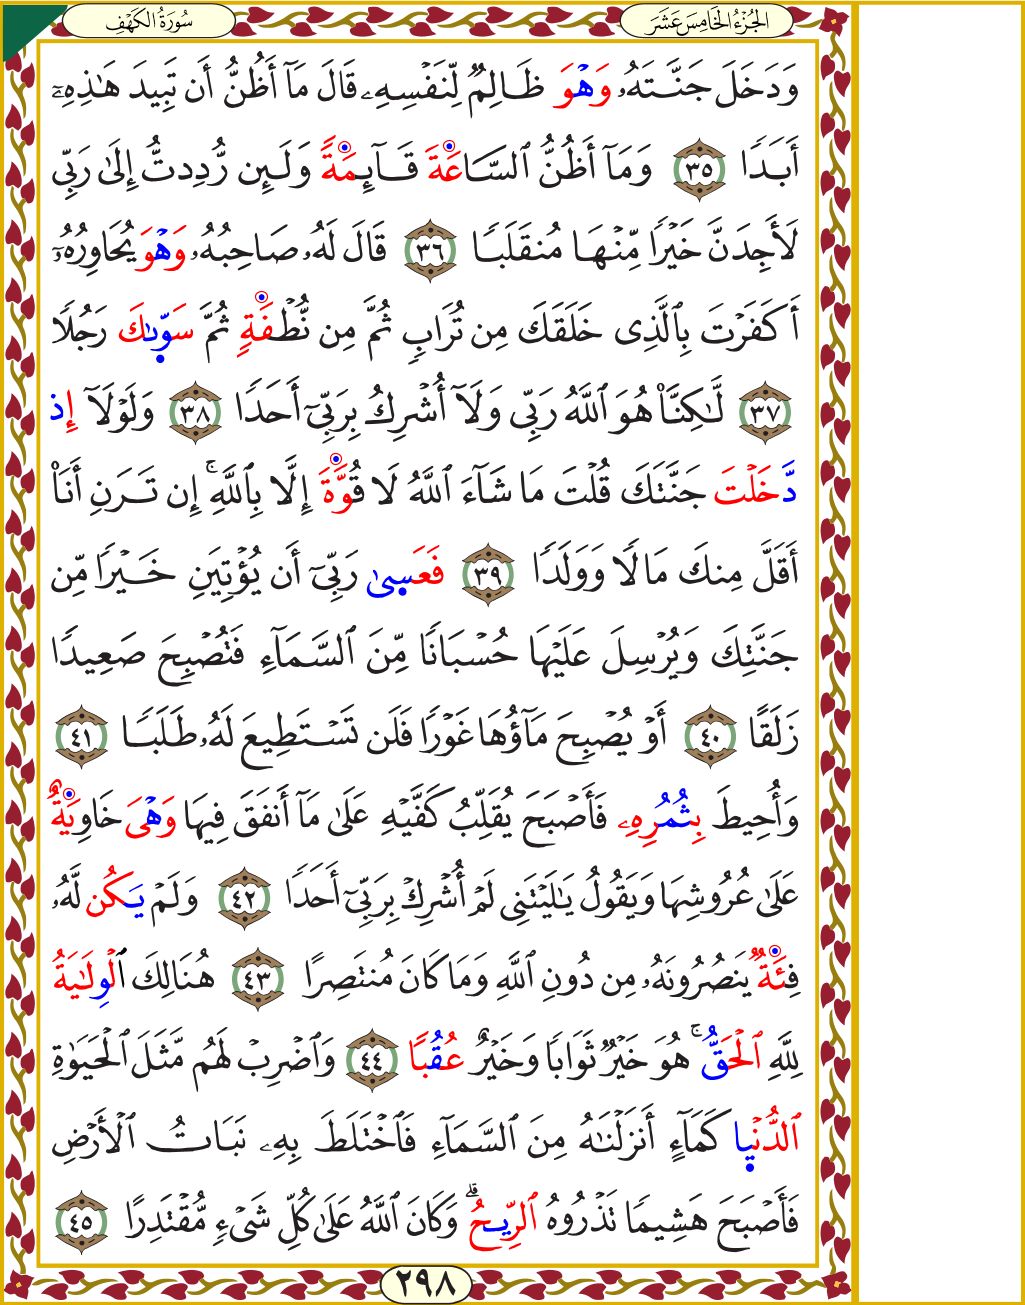 الجُزْءُ الخَامِسَ عَشَرَ
سُورَةُ الكَهْفِ
وَدَخَلَ جَنَّتَهُۥ وَهْوَ ظَالِمٌ لِّنَفْسِهِۦ قَالَ مَآ أَظُنُّ أَن تَبِيدَ هَٰذِهِۦٓ
أَبَدًا ٣٥ وَمَآ أَظُنُّ ٱلسَّاعَةَ قَآئِمَةً وَلَئِن رُّدِدتُّ إِلَىٰ رَبِّى
لَأَجِدَنَّ خَيْرًا مِّنْهَا مُنقَلَبًا ٣٦ قَالَ لَهُۥ صَاحِبُهُۥ وَهْوَ يُحَاوِرُهُۥٓ
أَكَفَرْتَ بِٱلَّذِى خَلَقَكَ مِن تُرَابٍ ثُمَّ مِن نُّطْفَةٍ ثُمَّ سَوّىٰكَ رَجُلًا
٣٧ لَّٰكِنَّا۠ هُوَ ٱللَّهُ رَبِّى وَلَآ أُشْرِكُ بِرَبِّىٓ أَحَدًا ٣٨ وَلَوْلَآ إِذ
دَّخَلْتَ جَنَّتَكَ قُلْتَ مَا شَآءَ ٱللَّهُ لَا قُوَّةَ إِلَّا بِٱللَّهِۚ إِن تَرَنِ أَنَا۠
أَقَلَّ مِنكَ مَالًا وَوَلَدًا ٣٩ فَعَسىٰ رَبِّىٓ أَن يُؤْتِيَنِ خَيْرًا مِّن
جَنَّتِكَ وَيُرْسِلَ عَلَيْهَا حُسْبَانًا مِّنَ ٱلسَّمَآءِ فَتُصْبِحَ صَعِيدًا
زَلَقًا ٤٠ أَوْ يُصْبِحَ مَآؤُهَا غَوْرًا فَلَن تَسْتَطِيعَ لَهُۥ طَلَبًا ٤١
وَأُحِيطَ بِثُمُرِهِۦ فَأَصْبَحَ يُقَلِّبُ كَفَّيْهِ عَلَىٰ مَآ أَنفَقَ فِيهَا وَهْىَ خَاوِيَةٌ
عَلَىٰ عُرُوشِهَا وَيَقُولُ يَٰلَيْتَنِى لَمْ أُشْرِكْ بِرَبِّىٓ أَحَدًا ٤٢ وَلَمْ يَكُن لَّهُۥ
فِئَةٌ يَنصُرُونَهُۥ مِن دُونِ ٱللَّهِ وَمَا كَانَ مُنتَصِرًا ٤٣ هُنَالِكَ ٱلْوِلَٰيَةُ
لِلَّهِ ٱلْحَقُّۚ هُوَ خَيْرٌ ثَوَابًا وَخَيْرٌ عُقُبًا ٤٤ وَٱضْرِبْ لَهُم مَّثَلَ ٱلْحَيَوٰةِ
ٱلدُّنْيا كَمَآءٍ أَنزَلْنَٰهُ مِنَ ٱلسَّمَآءِ فَٱخْتَلَطَ بِهِۦ نَبَاتُ ٱلْأَرْضِ
فَأَصْبَحَ هَشِيمًا تَذْرُوهُ ٱلرِّيحُۗ وَكَانَ ٱللَّهُ عَلَىٰ كُلِّ شَىْءٍ مُّقْتَدِرًا ٤٥
٢٩٨